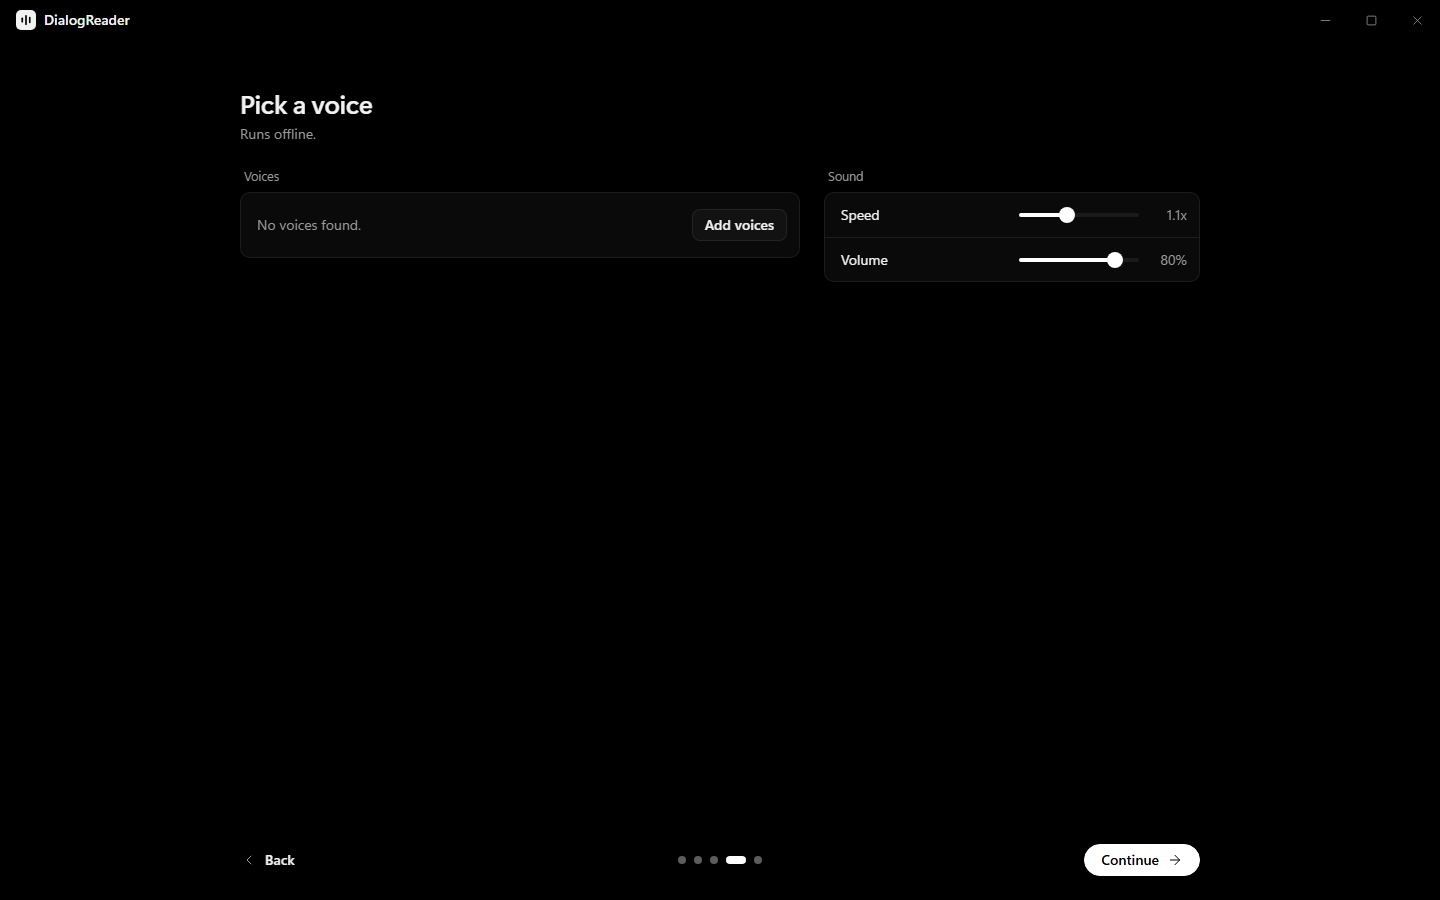 DialogReader
Pick a voice
Runs offline.
Voices
No voices found.
Add voices
Sound
Speed
1.1x
Volume
80%
Back
Continue